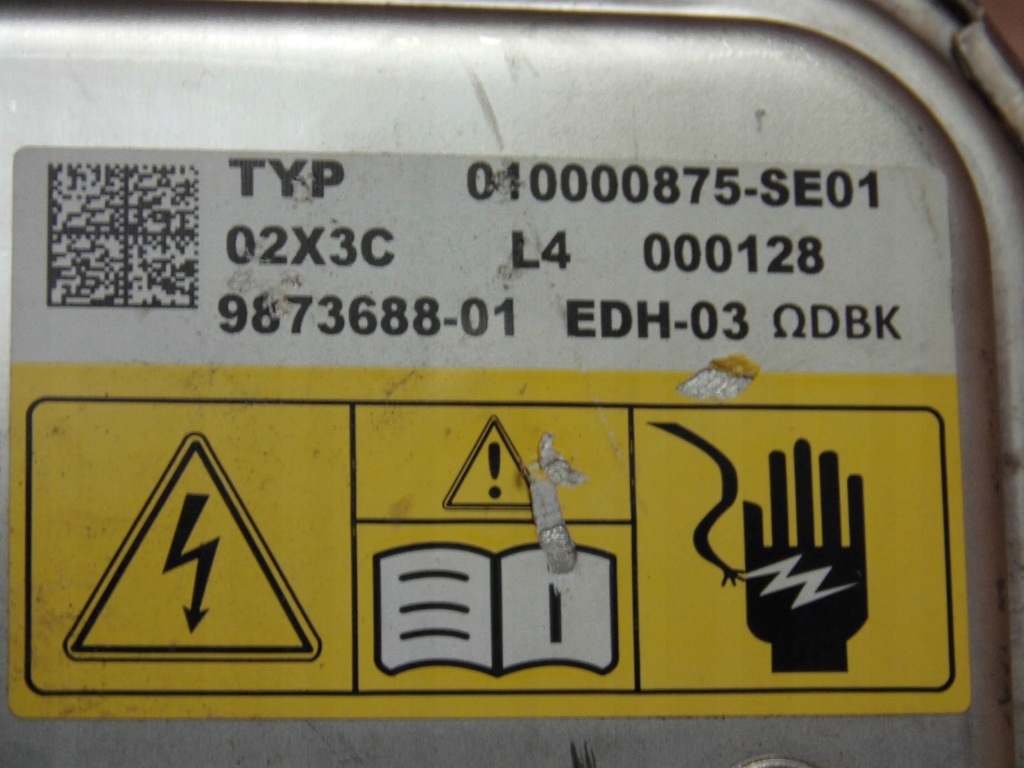 TYP 010000875-SE01
02X3C L4 000128
9873688-01 EDH-03 ΩDBK